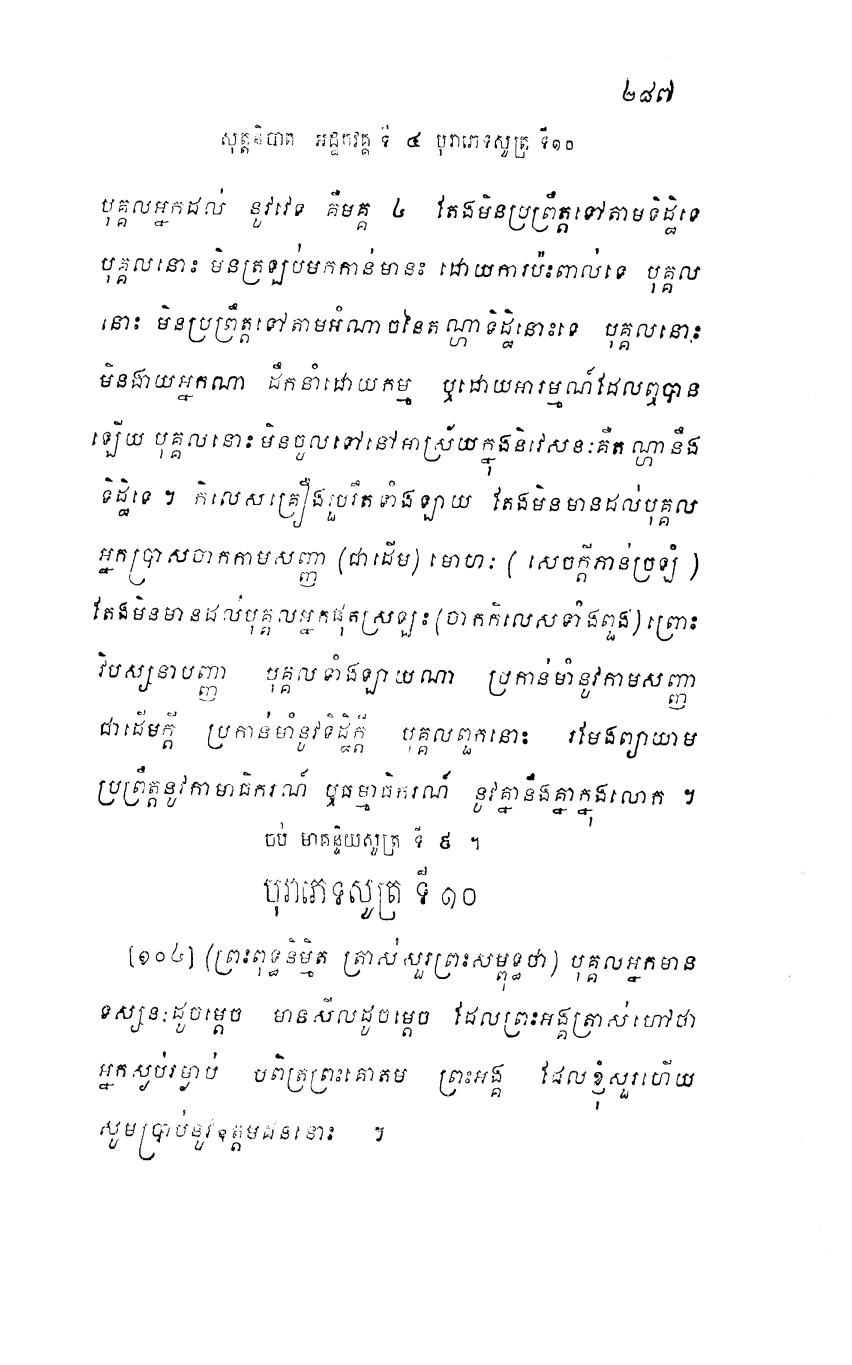 ២៨៧
សុត្តនិបាត អដ្ឋកវគ្គ ទី ៤ បុរាភេទសូត្រ ទី១០
បុគ្គលអ្នកដល់ នូវវេទ គឺមគ្គ ៤ តែងមិនប្រព្រឹត្តទៅតាមទិដ្ឋិទេ
បុគ្គលនោះ មិនត្រឡប់មកកាន់មានះ ដោយការប៉ះពាល់ទេ បុគ្គល
នោះ មិនប្រព្រឹត្តទៅតាមអំណាចនៃតណ្ហាទិដ្ឋិនោះទេ បុគ្គលនោះ
មិនងាយអ្នកណា ដឹកនាំដោយកម្ម ឬដោយអារម្មណ៍ដែលឮបាន
ឡើយ បុគ្គលនោះមិនចូលទៅនៅអាស្រ័យក្នុងនិវេសនៈគឺតណ្ហានឹង
ទិដ្ឋិទេ ។ កិលេសគ្រឿងរួបរឹតទាំងឡាយ តែងមិនមានដល់បុគ្គល
អ្នកប្រាសចាកកាមសញ្ញា (ជាដើម) មោហៈ ( សេចក្តីភាន់ច្រឡំ )
តែងមិនមានដល់បុគ្គលអ្នកផុតស្រឡះ (ចាកកិលេសទាំងពួង) ព្រោះ
វិបស្សនាបញ្ញា បុគ្គលទាំងឡាយណា ប្រកាន់មាំនូវកាមសញ្ញា
ជាដើមក្តី ប្រកាន់មាំនូវទិដ្ឋិក្តី បុគ្គលពួកនោះ រមែងព្យាយាម
ប្រព្រឹត្តនូវកាមាធិករណ៍ ឬធម្មាធិករណ៍ នូវគ្នានឹងគ្នាក្នុងលោក ។
ចប់ មាគន្ទិយសូត្រ ទី ៩ ។
បុរាភេទសូត្រ ទី ១០
[១០៤] (ព្រះពុទ្ធនិម្មិត ត្រាស់សួរព្រះសម្ពុទ្ធថា) បុគ្គលអ្នកមាន
ទស្សនៈដូចម្តេច មានសីលដូចម្តេច ដែលព្រះអង្គត្រាស់ហៅថា
អ្នកស្ងប់រម្ងាប់ បពិត្រព្រះគោតម ព្រះអង្គ ដែលខ្ញុំសួរហើយ
សូមប្រាប់នូវឧត្តមជននោះ ។